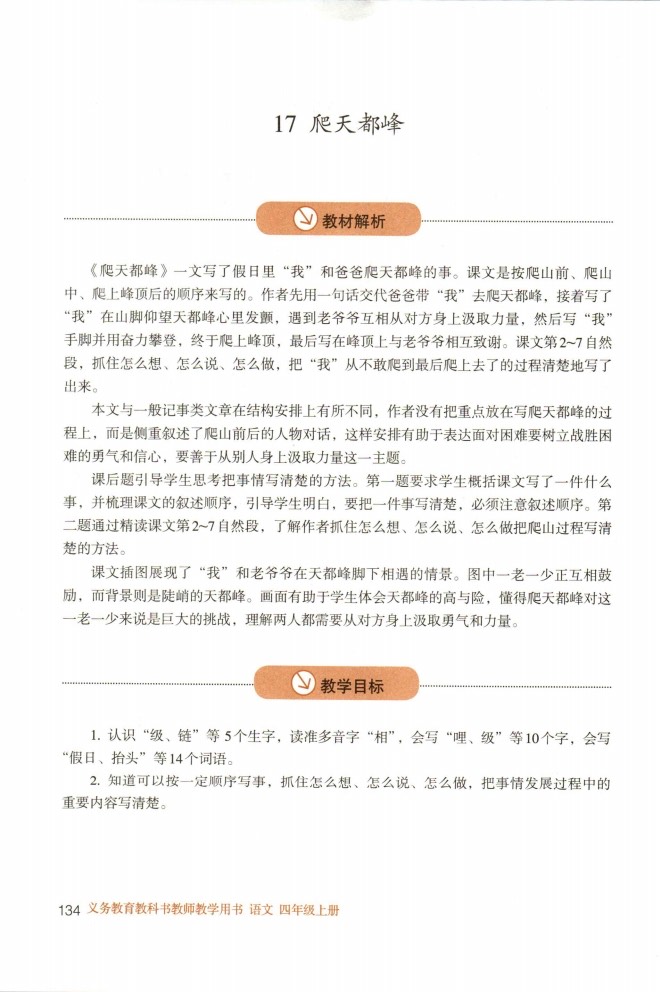 17 爬天都峰
教材解析
《爬天都峰》一文写了假日里“我”和爸爸爬天都峰的事。课文是按爬山前、爬山
中、爬上峰顶后的顺序来写的。作者先用一句话交代爸爸带“我”去爬天都峰，接着写了
“我”在山脚仰望天都峰心里发颤，遇到老爷爷互相从对方身上汲取力量，然后写“我”
手脚并用奋力攀登，终于爬上峰顶，最后写在峰顶上与老爷爷相互致谢。课文第2~7自然
段，抓住怎么想、怎么说、怎么做，把“我”从不敢爬到最后爬上去了的过程清楚地写了
出来。
本文与一般记事类文章在结构安排上有所不同，作者没有把重点放在写爬天都峰的过
程上，而是侧重叙述了爬山前后的人物对话，这样安排有助于表达面对困难要树立战胜困
难的勇气和信心，要善于从别人身上汲取力量这一主题。
课后题引导学生思考把事情写清楚的方法。第一题要求学生概括课文写了一件什么
事，并梳理课文的叙述顺序，引导学生明白，要把一件事写清楚，必须注意叙述顺序。第
二题通过精读课文第2~7自然段，了解作者抓住怎么想、怎么说、怎么做把爬山过程写清
楚的方法。
课文插图展现了“我”和老爷爷在天都峰脚下相遇的情景。图中一老一少正互相鼓
励，而背景则是陡峭的天都峰。画面有助于学生体会天都峰的高与险，懂得爬天都峰对这
一老一少来说是巨大的挑战，理解两人都需要从对方身上汲取勇气和力量。
教学目标
1. 认识“级、链”等5个生字，读准多音字“相”，会写“哩、级”等10个字，会写
“假日、抬头”等14个词语。
2. 知道可以按一定顺序写事，抓住怎么想、怎么说、怎么做，把事情发展过程中的
重要内容写清楚。
134 义务教育教科书教师教学用书 语文 四年级上册